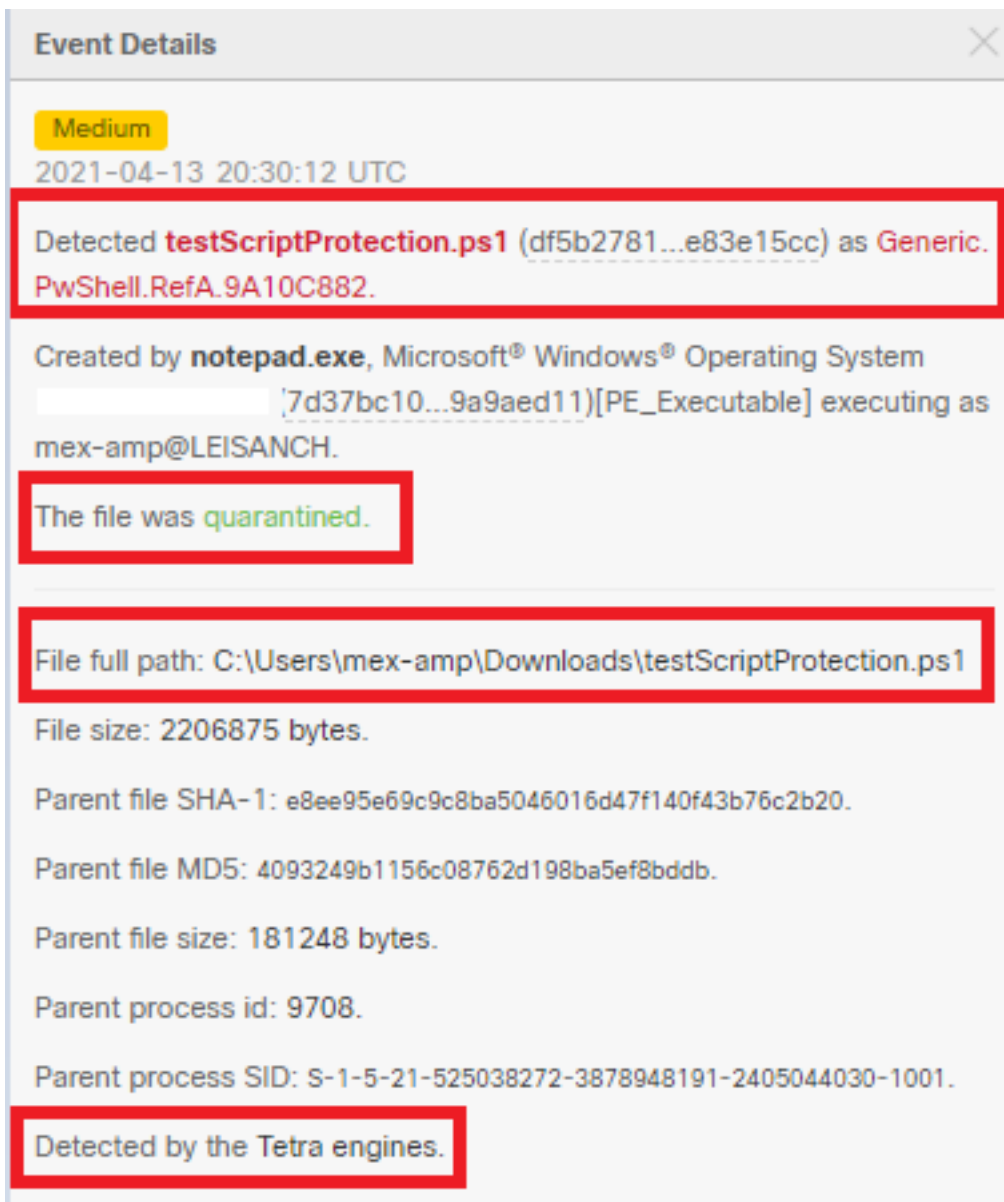 Event Details
Medium
2021-04-13 20:30:12 UTC
Detected testScriptProtection.ps1 (df5b2781...e83e15cc) as Generic.
PwShell.RefA.9A10C882.
Created by notepad.exe, Microsoft® Windows® Operating System
(7d37bc10...9a9aed11)[PE_Executable] executing as
mex-amp@LEISANCH.
The file was quarantined.
File full path: C:\Users\mex-amp\Downloads\testScriptProtection.ps1
File size: 2206875 bytes.
Parent file SHA-1: e8ee95e69c9c8ba5046016d47f140f43b76c2b20.
Parent file MD5: 4093249b1156c08762d198ba5ef8bddb.
Parent file size: 181248 bytes.
Parent process id: 9708.
Parent process SID: S-1-5-21-525038272-3878948191-2405044030-1001.
Detected by the Tetra engines.